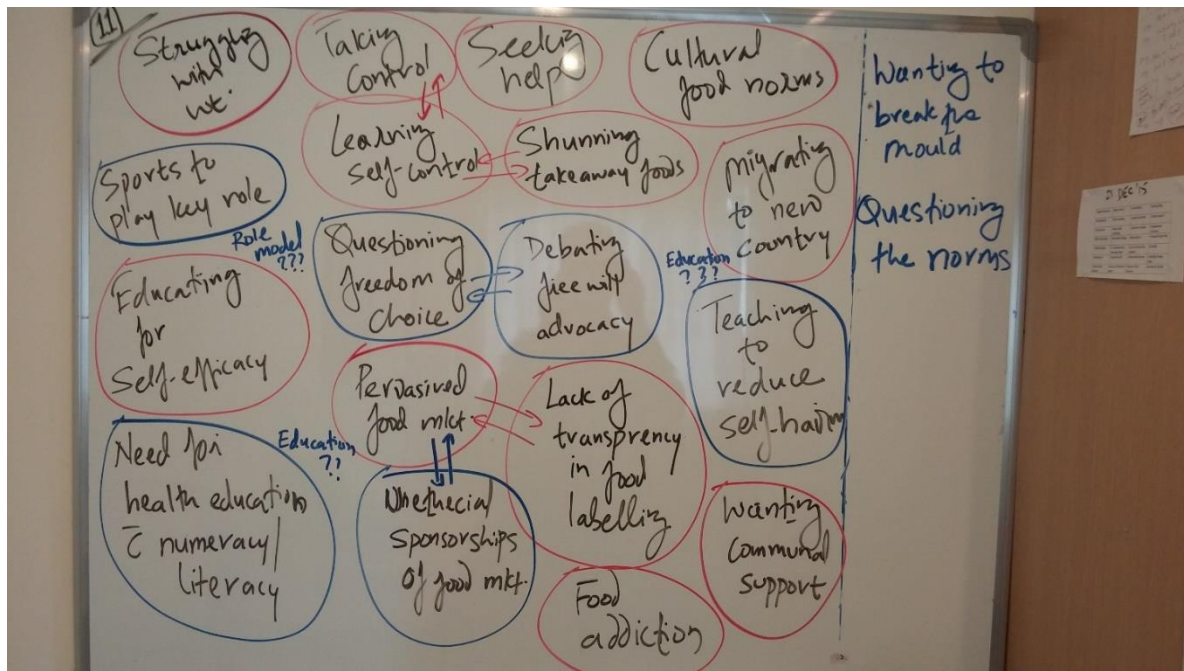 11
Struggling
with
wt.
Taking
Control
Seeking
help
Cultural
food norms
Learning
self-control
Shunning
takeaway foods
Migrating
to new
country
Sports to
play key role
Role
model
???
Questioning
freedom of
choice
Debating
free will
advocacy
Education
???
Educating
for
Self-efficacy
Teaching
to
reduce
self-harm
Pervasived
food mkt.
Lack of
transprency
in food
labelling
Need for
health education
c̄ numeracy/
literacy
Education
??
sponsorships
of food mkt.
Wanting
Communal
support
Food
addiction
Wanting to
break the
mould
Questioning
the norms
DEC '15